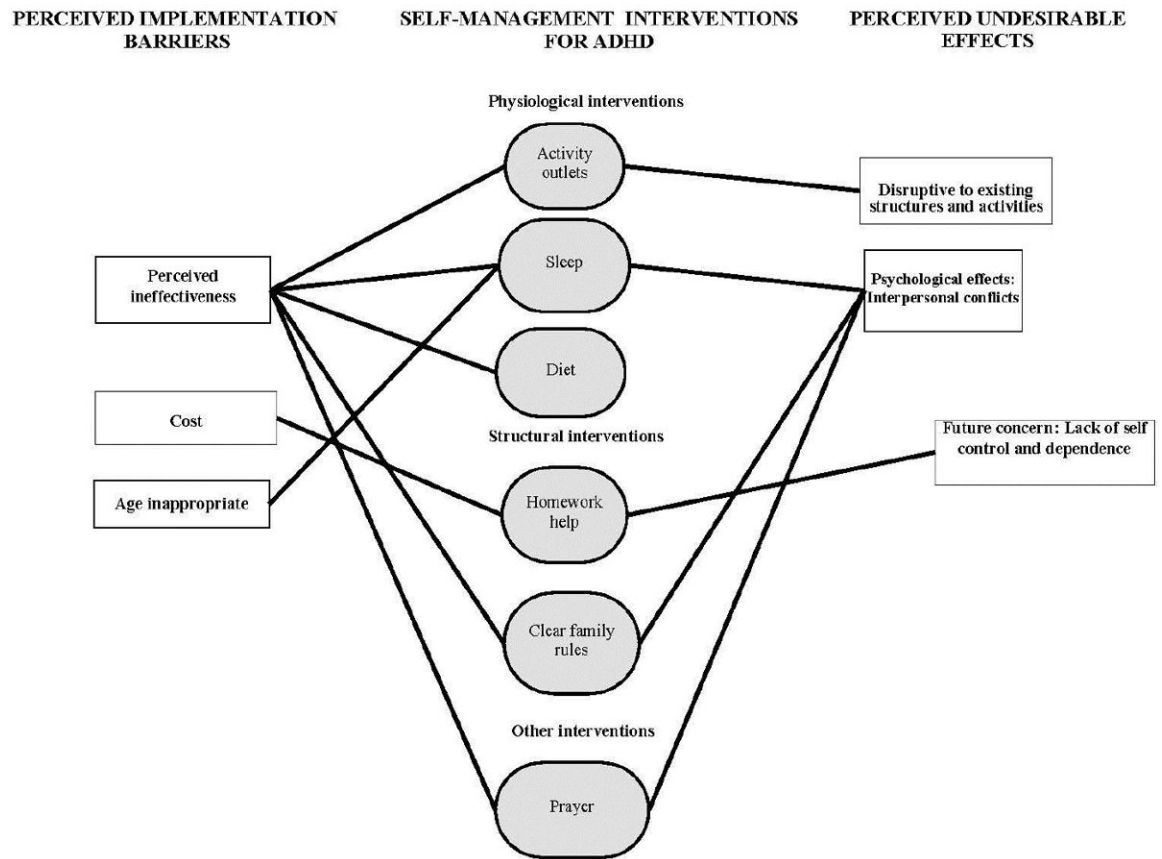 PERCEIVED IMPLEMENTATION
BARRIERS
SELF-MANAGEMENT INTERVENTIONS
FOR ADHD
PERCEIVED UNDESIRABLE
EFFECTS
Physiological interventions
Activity
outlets
Disruptive to existing
structures and activities
Perceived
ineffectiveness
Sleep
Psychological effects:
Interpersonal conflicts
Diet
Cost
Structural interventions
Future concern: Lack of self
control and dependence
Age inappropriate
Homework
help
Clear family
rules
Other interventions
Prayer